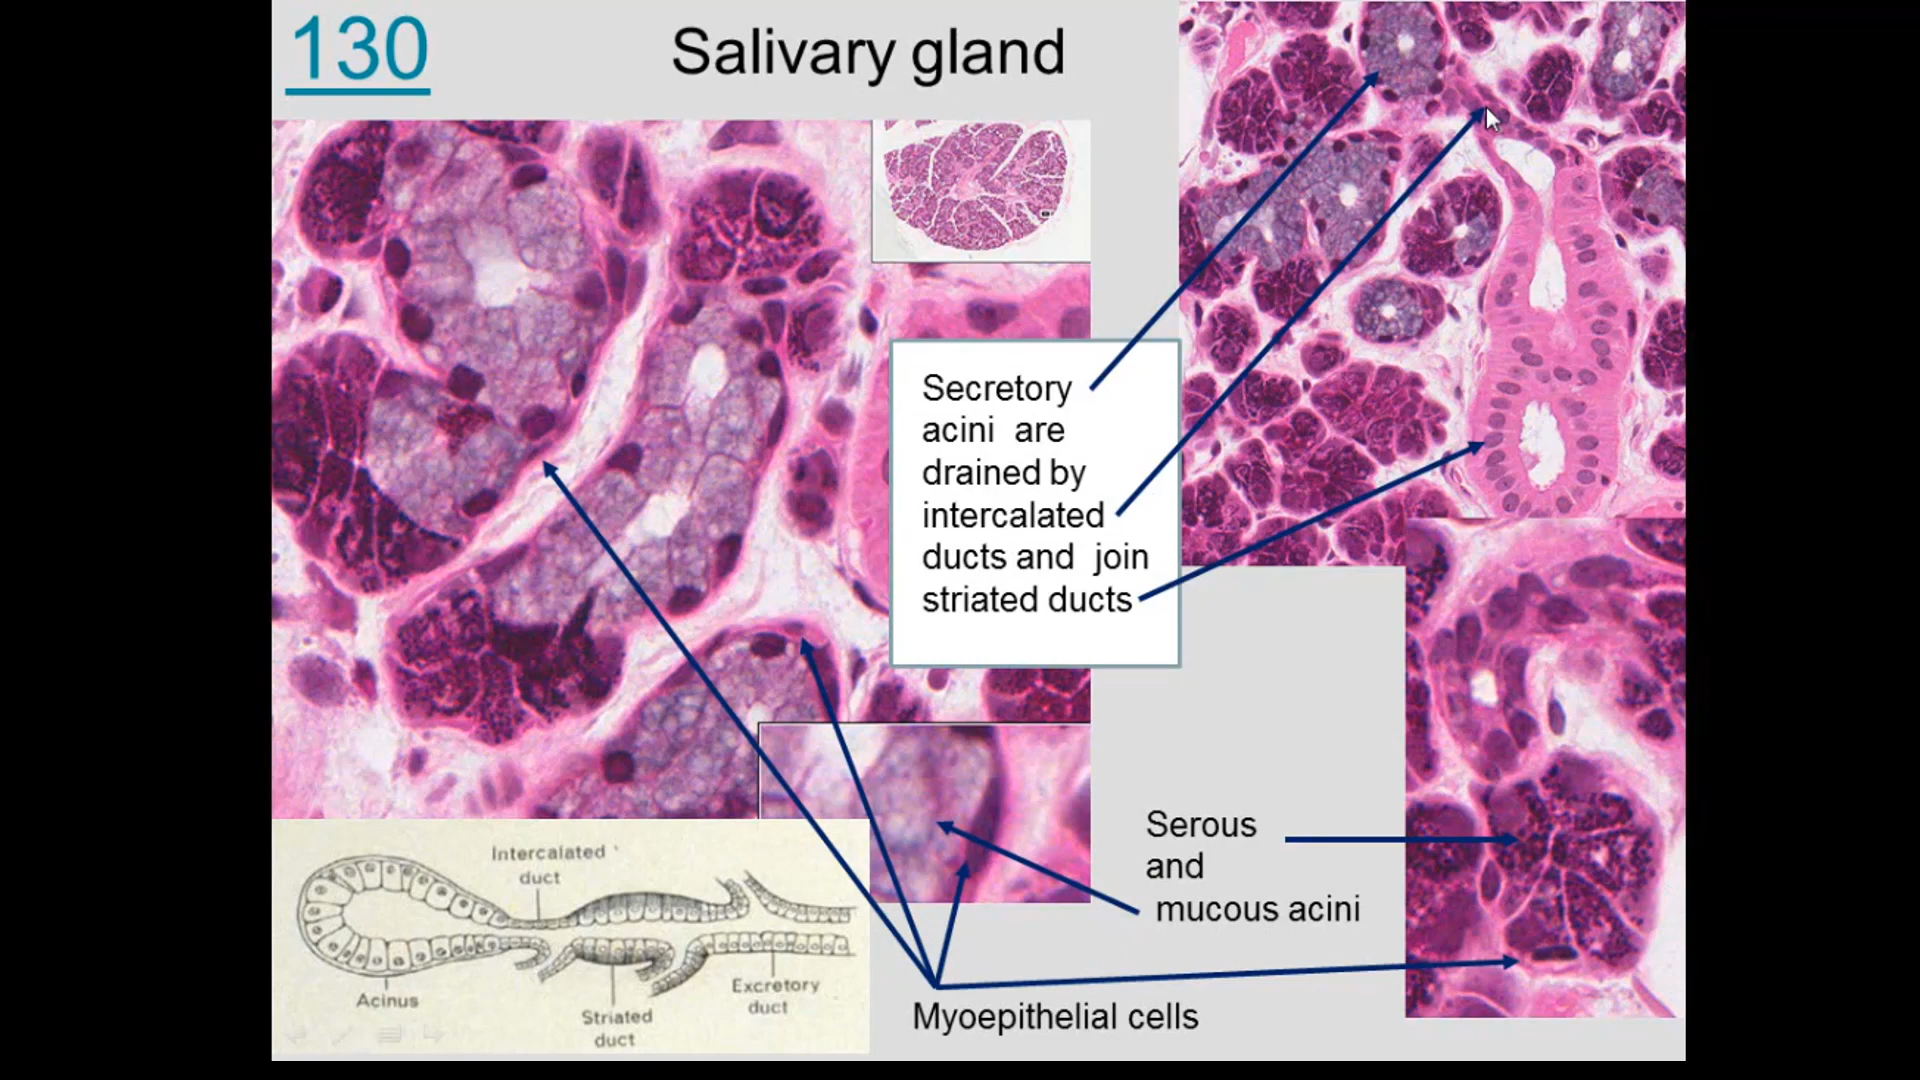 130
Salivary gland
Secretory
acini are
drained by
intercalated
ducts and join
striated ducts
Serous
and
mucous acini
Myoepithelial cells
Intercalated
duct
Acinus
Striated
duct
Excretory
duct